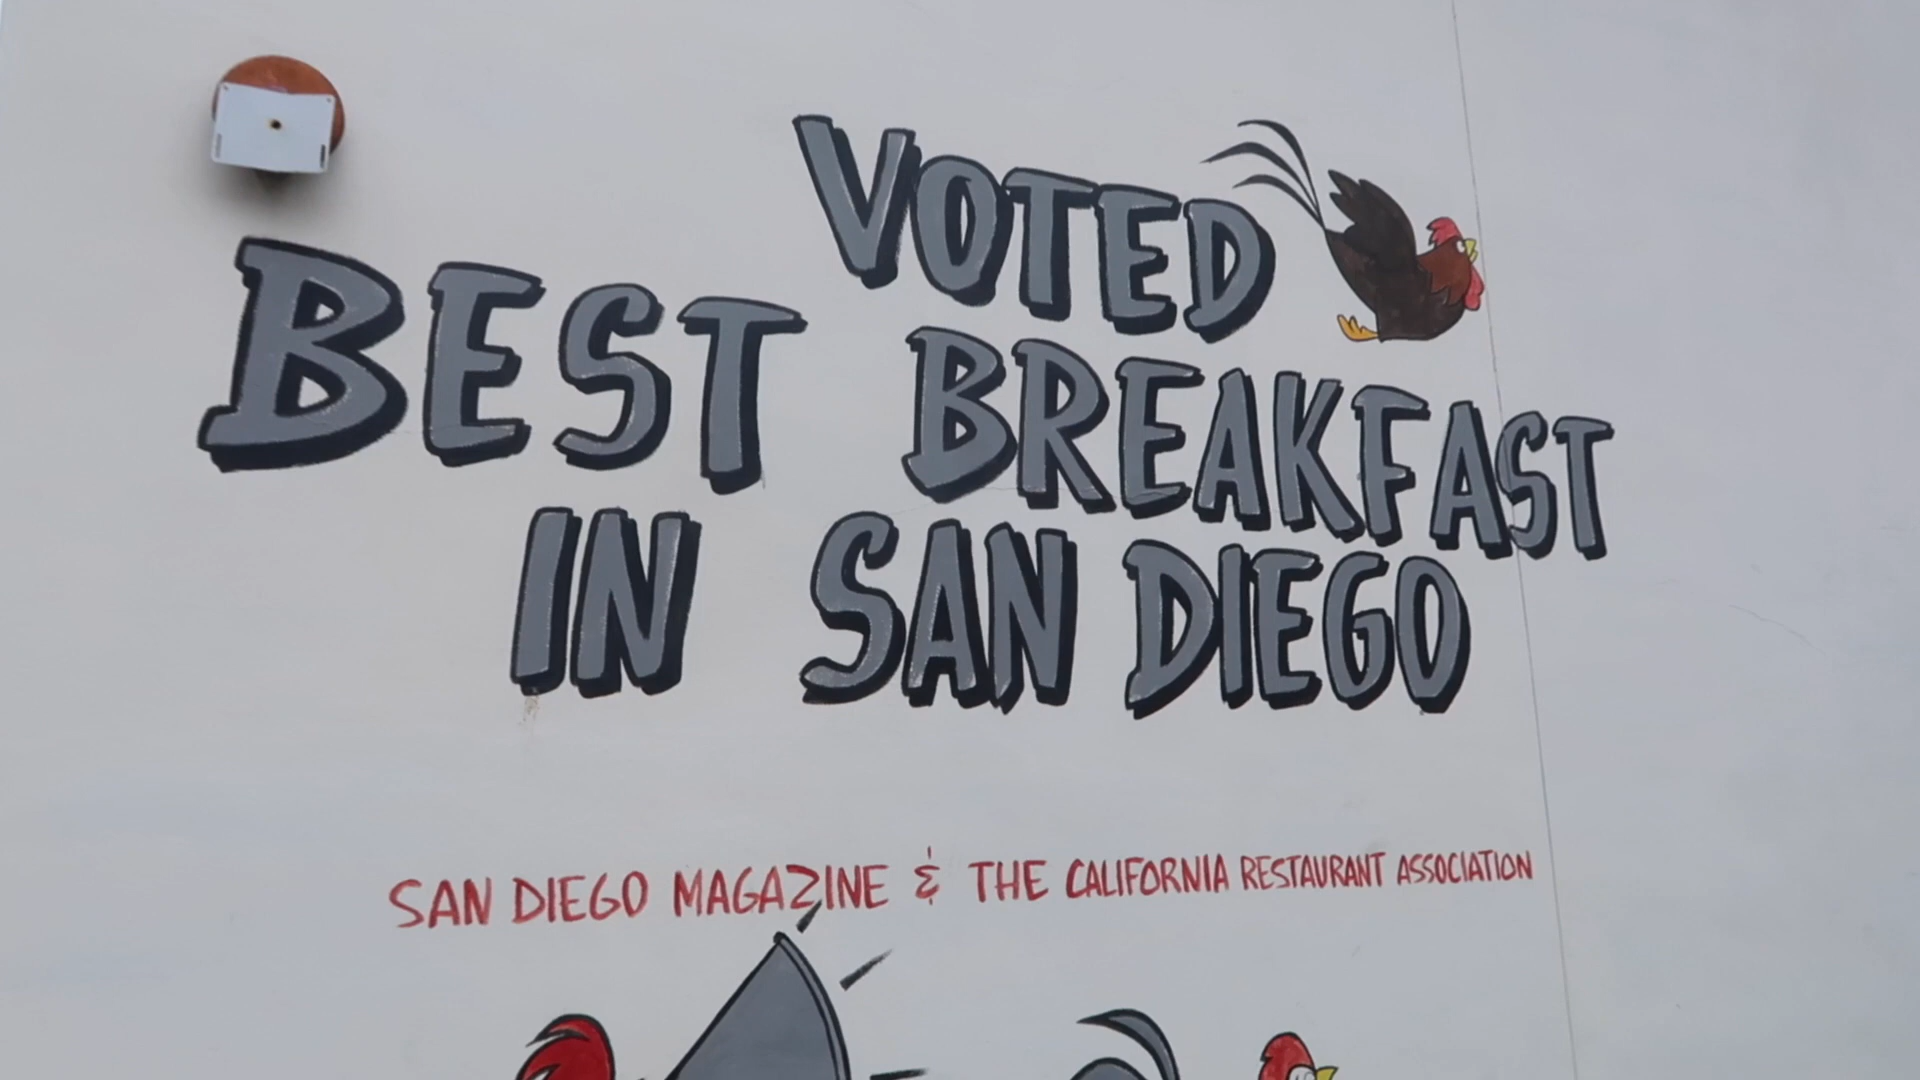 VOTED
BEST BREAKFAST
IN SAN DIEGO
SAN DIEGO MAGAZINE & THE CALIFORNIA RESTAURANT ASSOCIATION